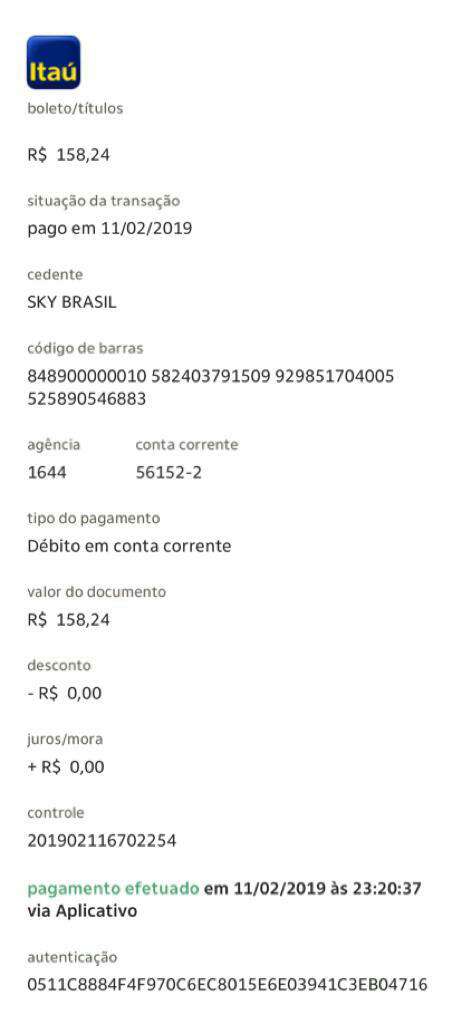 Itaú
boleto/títulos
R$ 158,24
situação da transação
pago em 11/02/2019
cedente
SKY BRASIL
código de barras
848900000010 582403791509 929851704005
525890546883
agência conta corrente
1644 56152-2
tipo do pagamento
Débito em conta corrente
valor do documento
R$ 158,24
desconto
- R$ 0,00
juros/mora
+ R$ 0,00
controle
201902116702254
pagamento efetuado em 11/02/2019 às 23:20:37
via Aplicativo
autenticação
0511C8884F4F970C6EC8015E6E03941C3EB04716